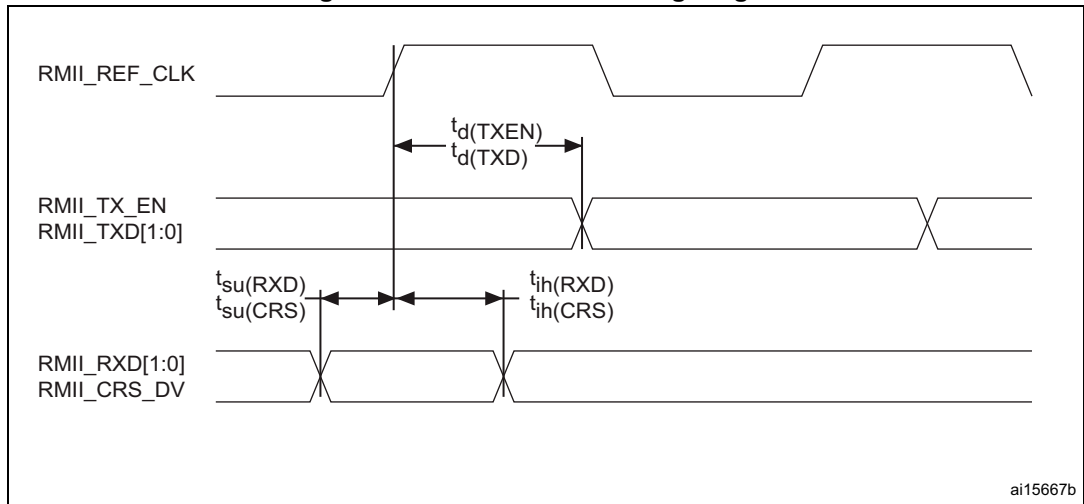 RMII_REF_CLK
td(TXEN)
td(TXD)
RMII_TX_EN
RMII_TXD[1:0]
tsu(RXD)
tsu(CRS)
tih(RXD)
tih(CRS)
RMII_RXD[1:0]
RMII_CRS_DV
ai15667b